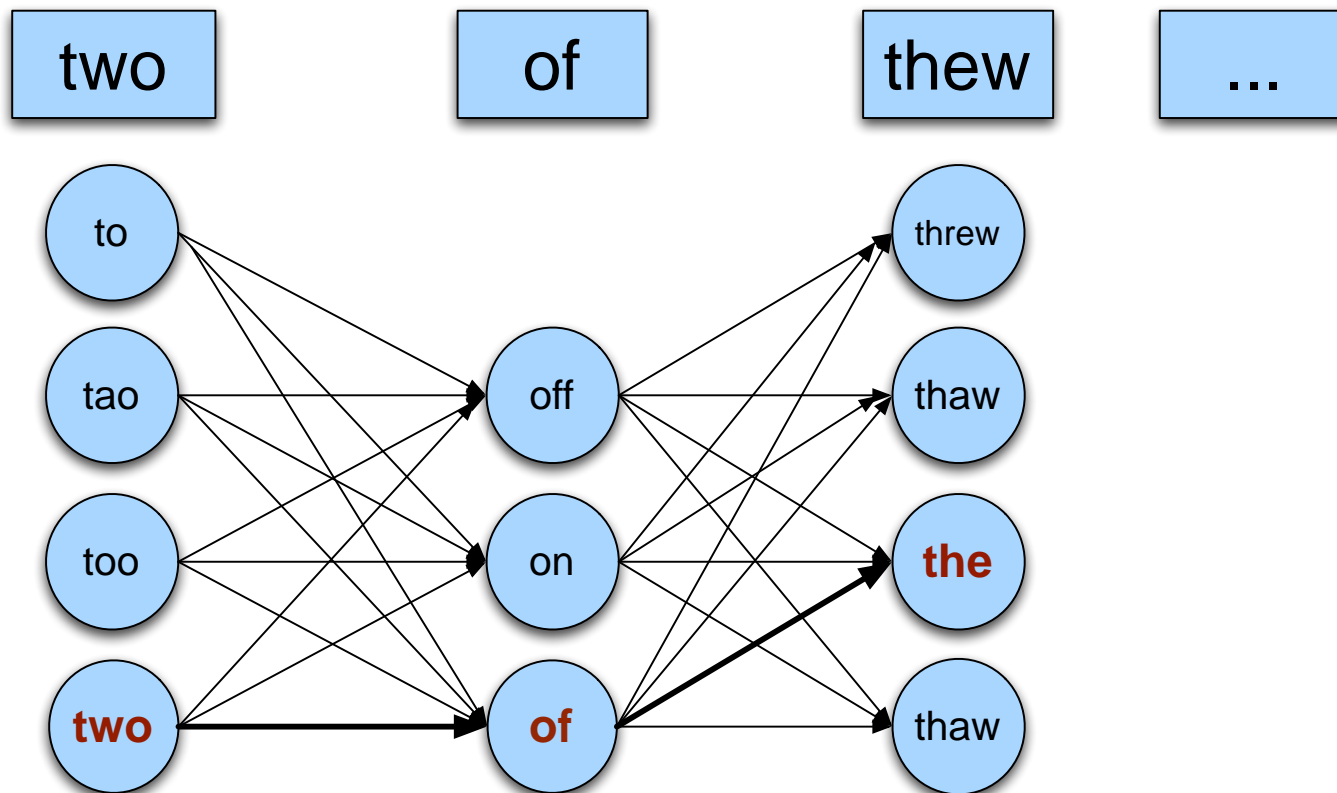 two of thew ...
to threw
tao off thaw
too on the
two of thaw